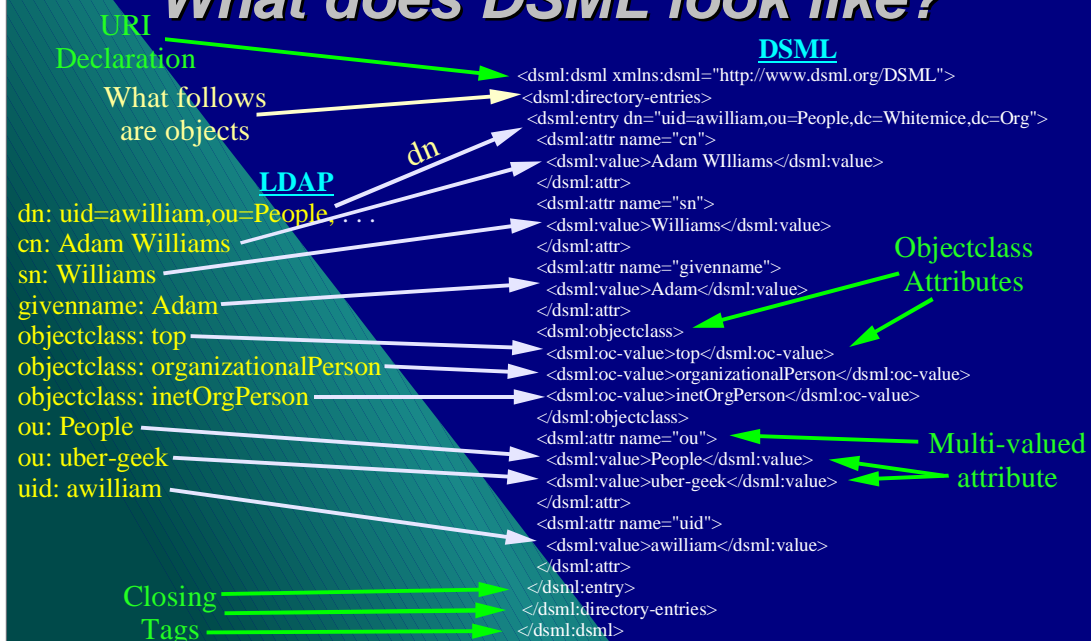 What does DSML look like?
URI
Declaration
What follows
are objects
dn
LDAP
dn: uid=awilliam,ou=People, . . .
cn: Adam Williams
sn: Williams
givenname: Adam
objectclass: top
objectclass: organizationalPerson
objectclass: inetOrgPerson
ou: People
ou: uber-geek
uid: awilliam
Closing
Tags
DSML
<dsml:dsml xmlns:dsml="http://www.dsml.org/DSML">
<dsml:directory-entries>
<dsml:entry dn="uid=awilliam,ou=People,dc=Whitemice,dc=Org">
<dsml:attr name="cn">
<dsml:value>Adam WIlliams</dsml:value>
</dsml:attr>
<dsml:attr name="sn">
<dsml:value>Williams</dsml:value>
</dsml:attr>
<dsml:attr name="givenname">
<dsml:value>Adam</dsml:value>
</dsml:attr>
<dsml:objectclass>
<dsml:oc-value>top</dsml:oc-value>
<dsml:oc-value>organizationalPerson</dsml:oc-value>
<dsml:oc-value>inetOrgPerson</dsml:oc-value>
</dsml:objectclass>
<dsml:attr name="ou">
<dsml:value>People</dsml:value>
<dsml:value>uber-geek</dsml:value>
</dsml:attr>
<dsml:attr name="uid">
<dsml:value>awilliam</dsml:value>
</dsml:attr>
</dsml:entry>
</dsml:directory-entries>
</dsml:dsml>
Objectclass
Attributes
Multi-valued
attribute